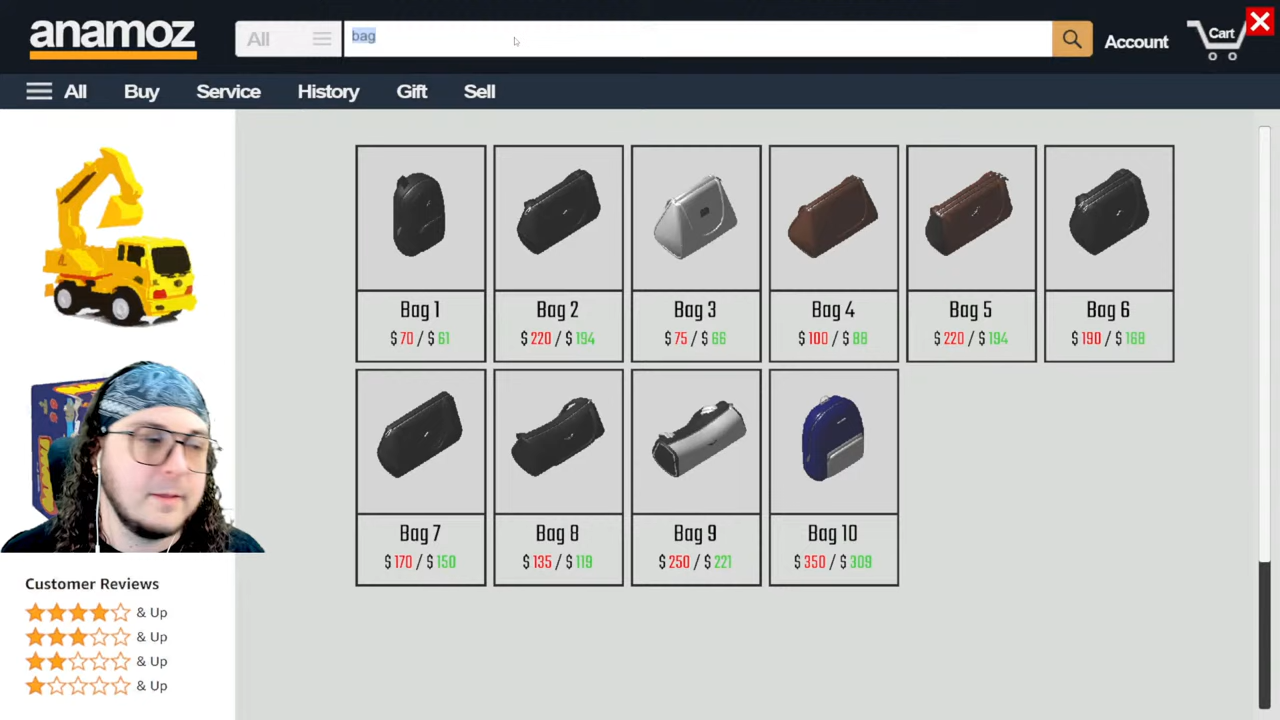 anamoz
All
bag
Account
Cart
All Buy Service History Gift Sell
Bag 1
$ 70 / $ 61
Bag 2
$ 220 / $ 194
Bag 3
$ 75 / $ 66
Bag 4
$ 100 / $ 88
Bag 5
$ 220 / $ 194
Bag 6
$ 190 / $ 168
Bag 7
$ 170 / $ 150
Bag 8
$ 135 / $ 119
Bag 9
$ 250 / $ 221
Bag 10
$ 350 / $ 309
Customer Reviews
& Up
& Up
& Up
& Up